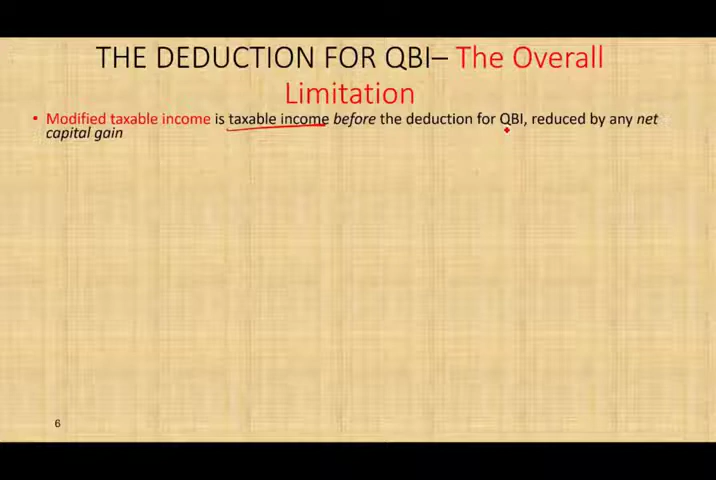 THE DEDUCTION FOR QBI– The Overall
Limitation
• Modified taxable income is taxable income before the deduction for QBI, reduced by any net
capital gain
6